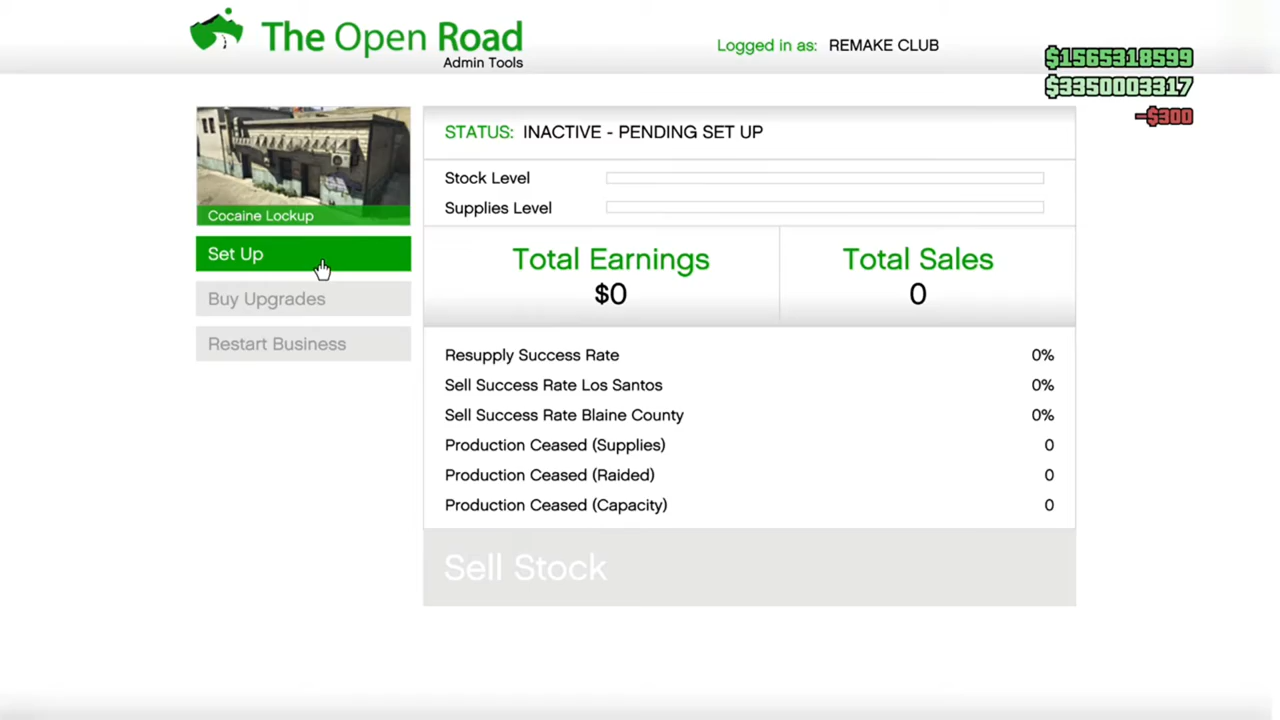 The Open Road
Admin Tools
Logged in as: REMAKE CLUB
$1565318599
$3350003317
-$300
Cocaine Lockup
Set Up
Buy Upgrades
Restart Business
STATUS: INACTIVE - PENDING SET UP
Stock Level
Supplies Level
Total Earnings
$0
Total Sales
0
Resupply Success Rate 0%
Sell Success Rate Los Santos 0%
Sell Success Rate Blaine County 0%
Production Ceased (Supplies) 0
Production Ceased (Raided) 0
Production Ceased (Capacity) 0
Sell Stock